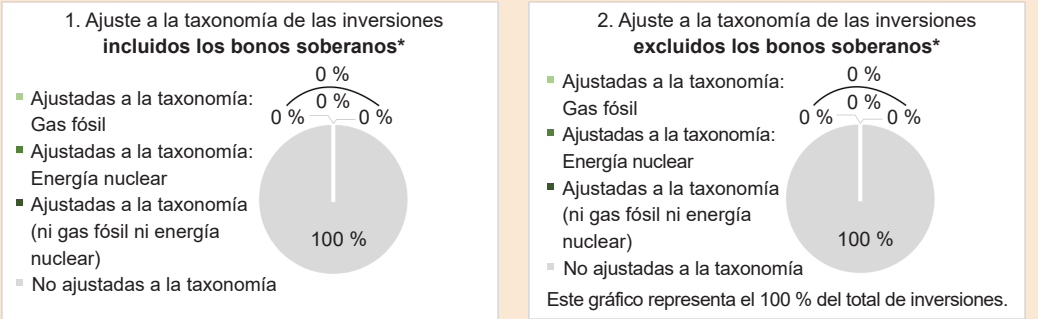 1. Ajuste a la taxonomía de las inversiones
incluidos los bonos soberanos*
0 %
0 %
0 %
0 %
Ajustadas a la taxonomía:
Gas fósil
Ajustadas a la taxonomía:
Energía nuclear
Ajustadas a la taxonomía
(ni gas fósil ni energía
nuclear)
No ajustadas a la taxonomía
100 %
2. Ajuste a la taxonomía de las inversiones
excluidos los bonos soberanos*
0 %
0 %
0 %
0 %
Ajustadas a la taxonomía:
Gas fósil
Ajustadas a la taxonomía:
Energía nuclear
Ajustadas a la taxonomía
(ni gas fósil ni energía
nuclear)
No ajustadas a la taxonomía
100 %
Este gráfico representa el 100 % del total de inversiones.